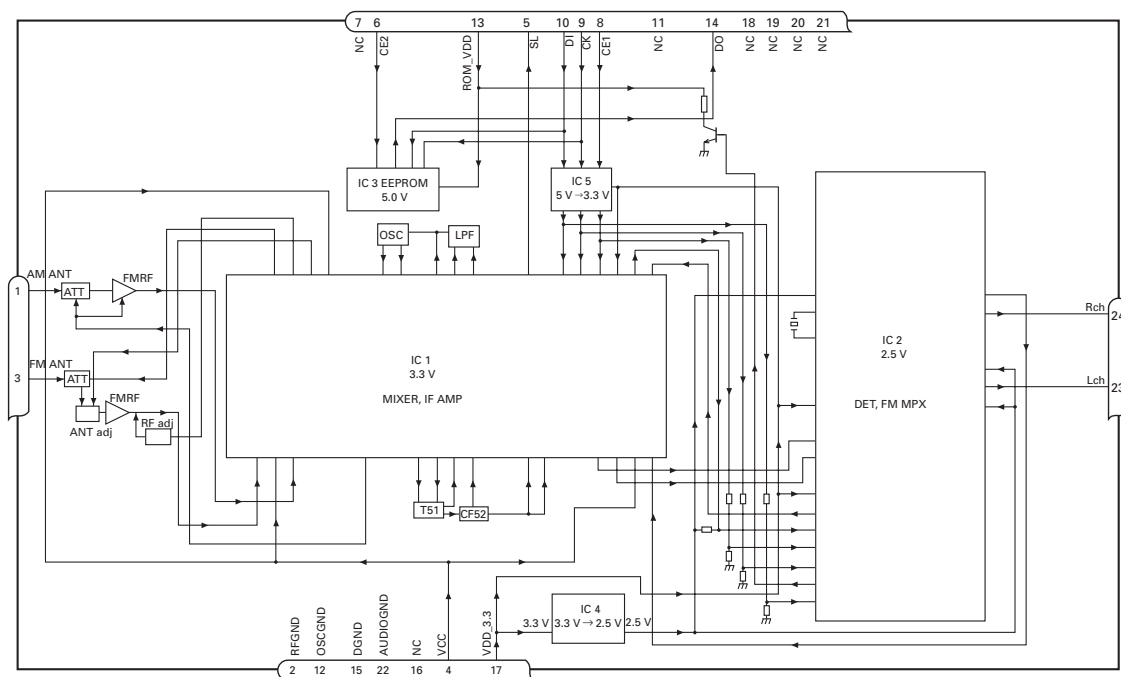 7 6 13 5 10 9 8 11 14 18 19 20 21
NC
CE2
ROM_VDD
SL
DI
CK
CE1
NC
DO
NC
NC
NC
NC
IC 3 EEPROM
5.0 V
IC 5
5 V→3.3 V
OSC
LPF
AM ANT
1
ATT
FMRF
FM ANT
3
ATT
FMRF
RF adj
ANT adj
IC 1
3.3 V
MIXER, IF AMP
IC 2
2.5 V
DET, FM MPX
Rch
24
Lch
23
T51
CF52
IC 4
3.3 V
3.3 V→2.5 V
2.5 V
RFGND
OSCGND
DGND
AUDIOGND
NC
VCC
VDD_3.3
2 12 15 22 16 4 17